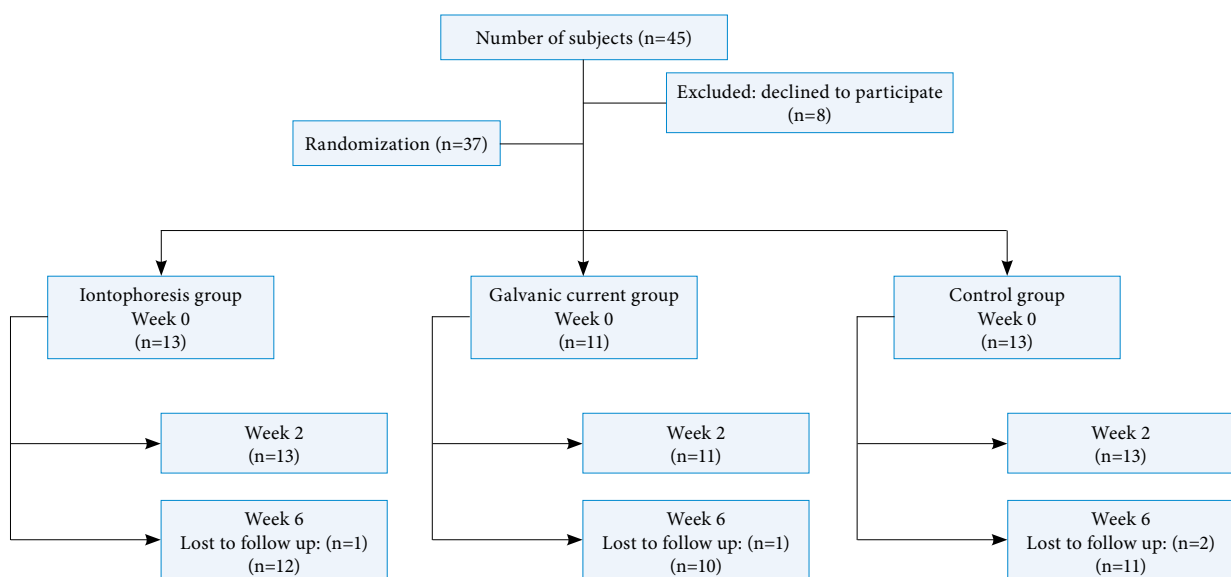 Number of subjects (n=45)
Excluded: declined to participate
(n=8)
Randomization (n=37)
Iontophoresis group
Week 0
(n=13)
Galvanic current group
Week 0
(n=11)
Control group
Week 0
(n=13)
Week 2
(n=13)
Week 2
(n=11)
Week 2
(n=13)
Week 6
Lost to follow up: (n=1)
(n=12)
Week 6
Lost to follow up: (n=1)
(n=10)
Week 6
Lost to follow up: (n=2)
(n=11)